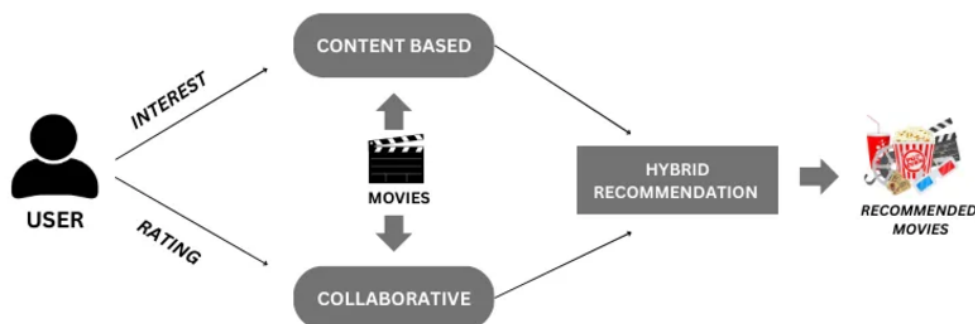 CONTENT BASED
INTEREST
MOVIES
USER
HYBRID
RECOMMENDATION
RECOMMENDED
MOVIES
RATING
COLLABORATIVE